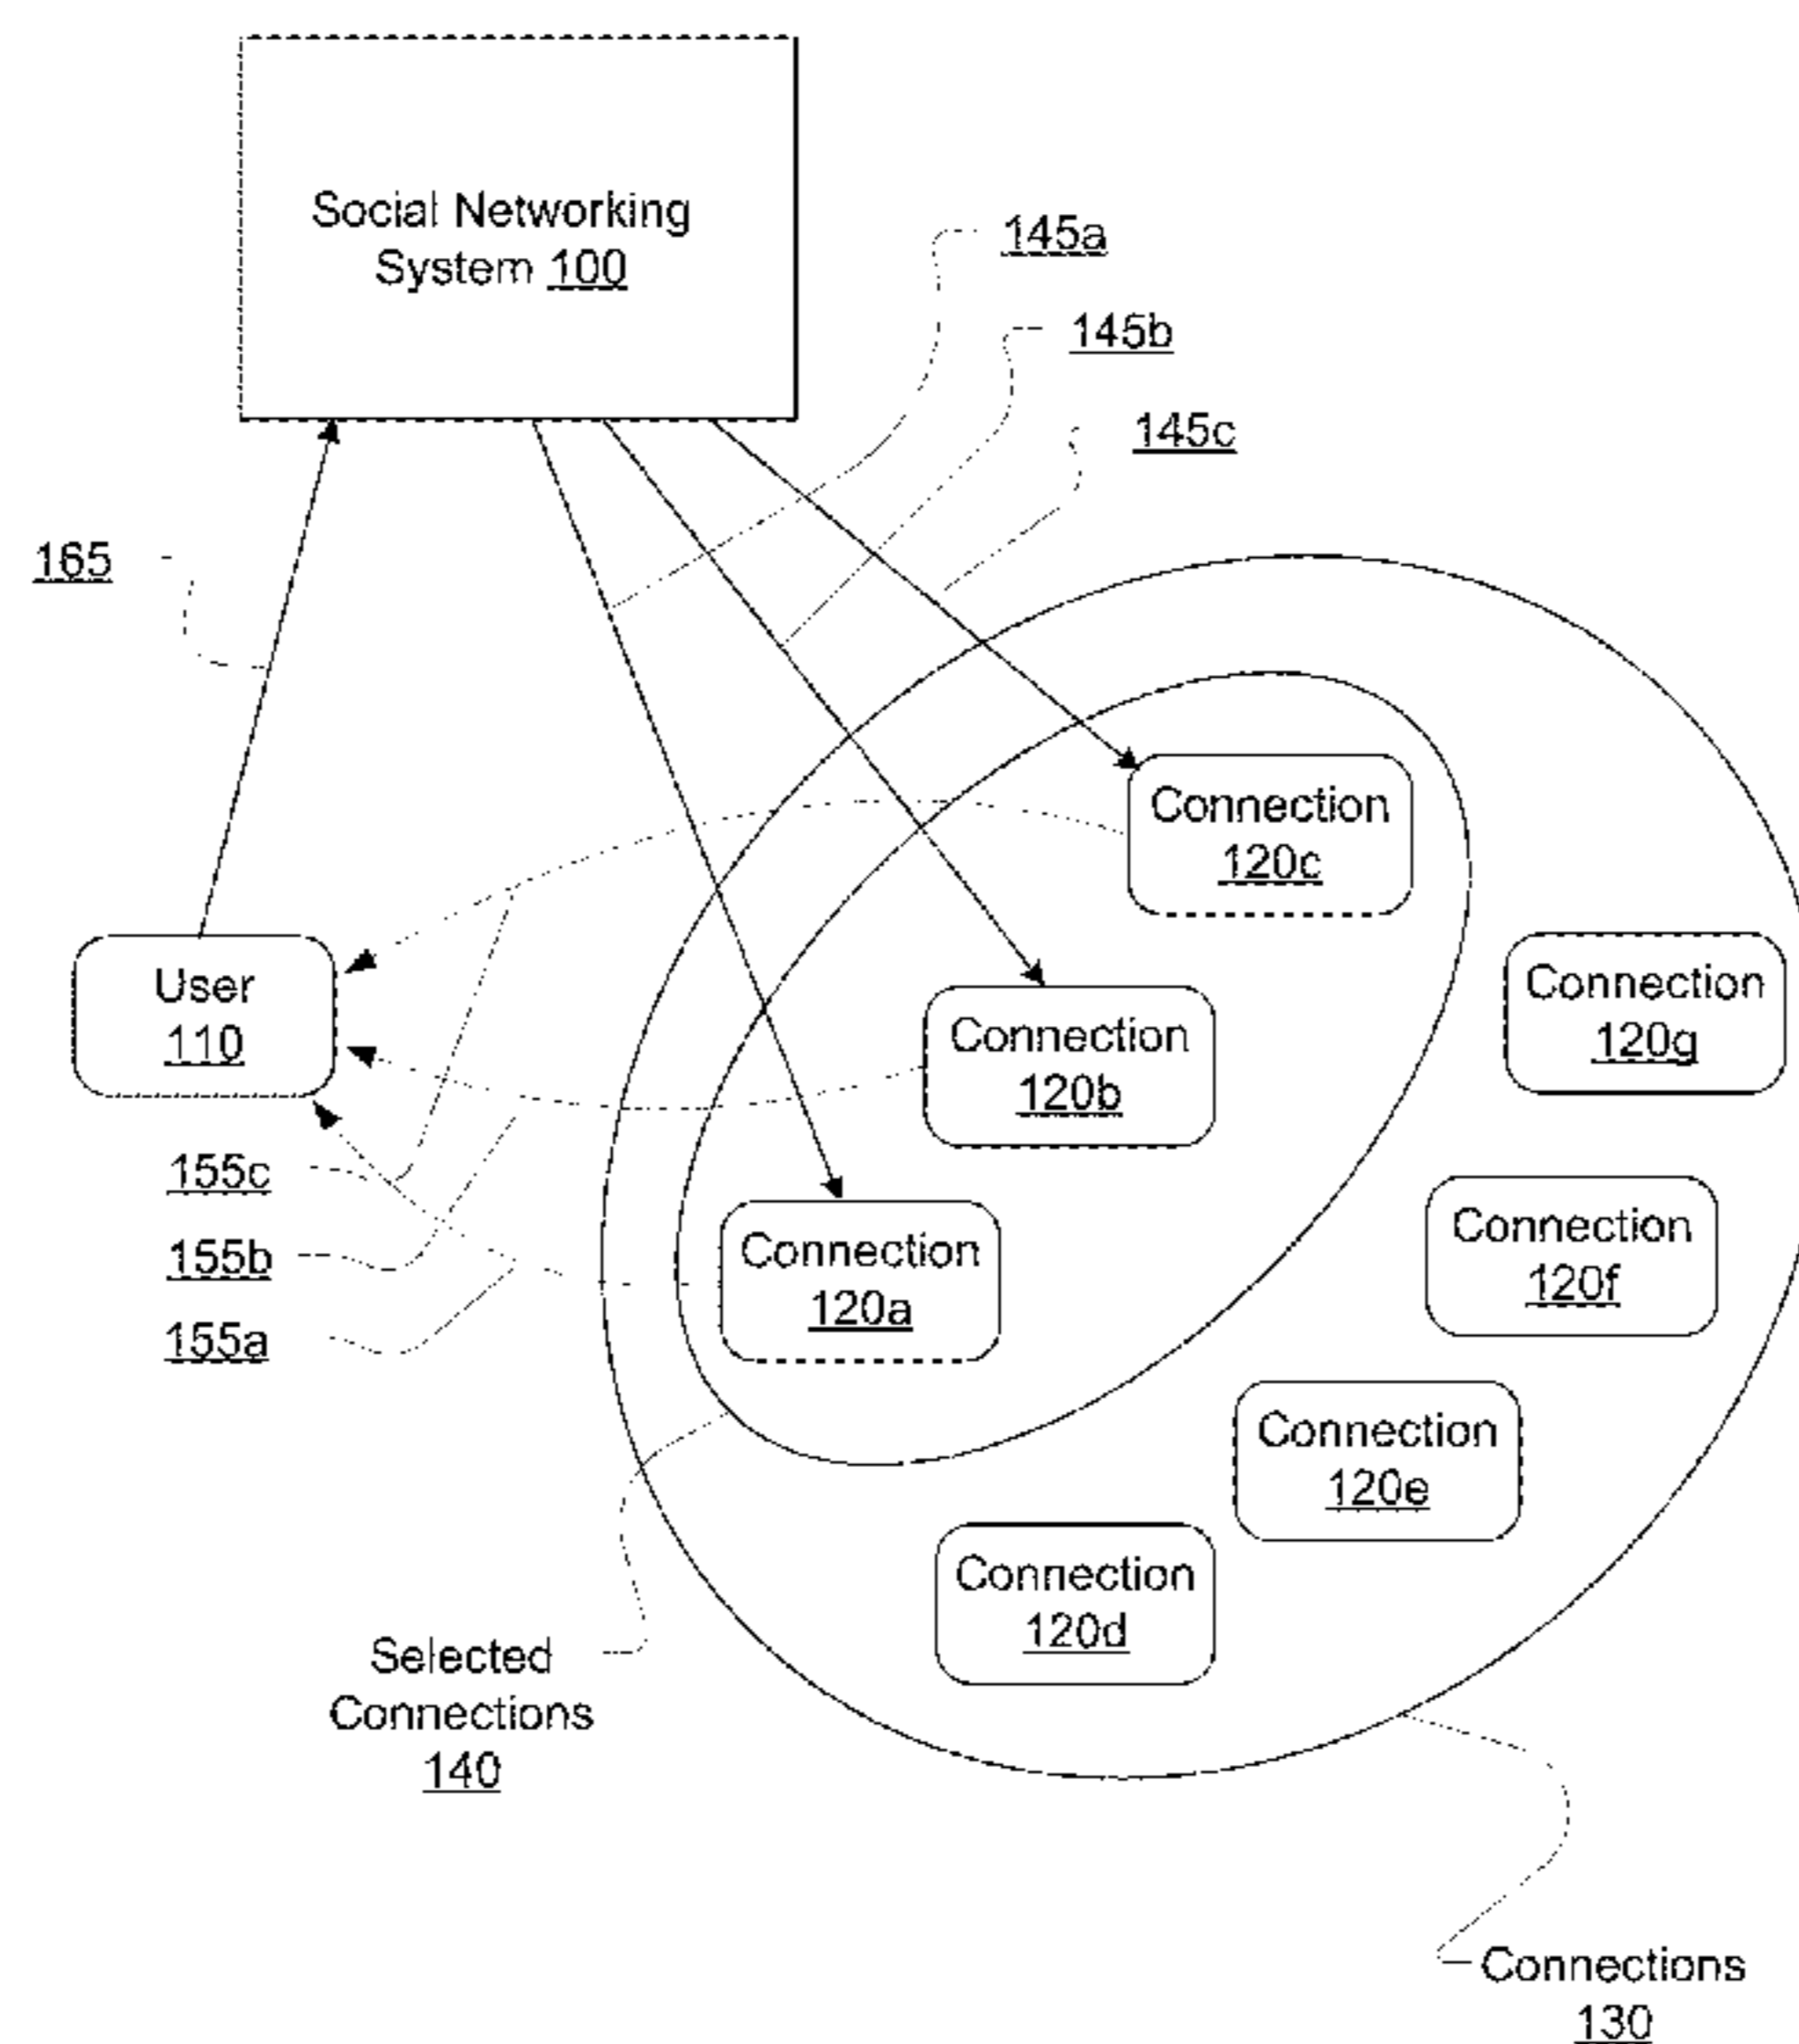 Social Networking
System 100
145a
145b
145c
165
Connection
120c
User
110
Connection
120g
Connection
120b
155c
Connection
120f
155b
Connection
120a
155a
Connection
120e
Connection
120d
Selected
Connections
140
Connections
130